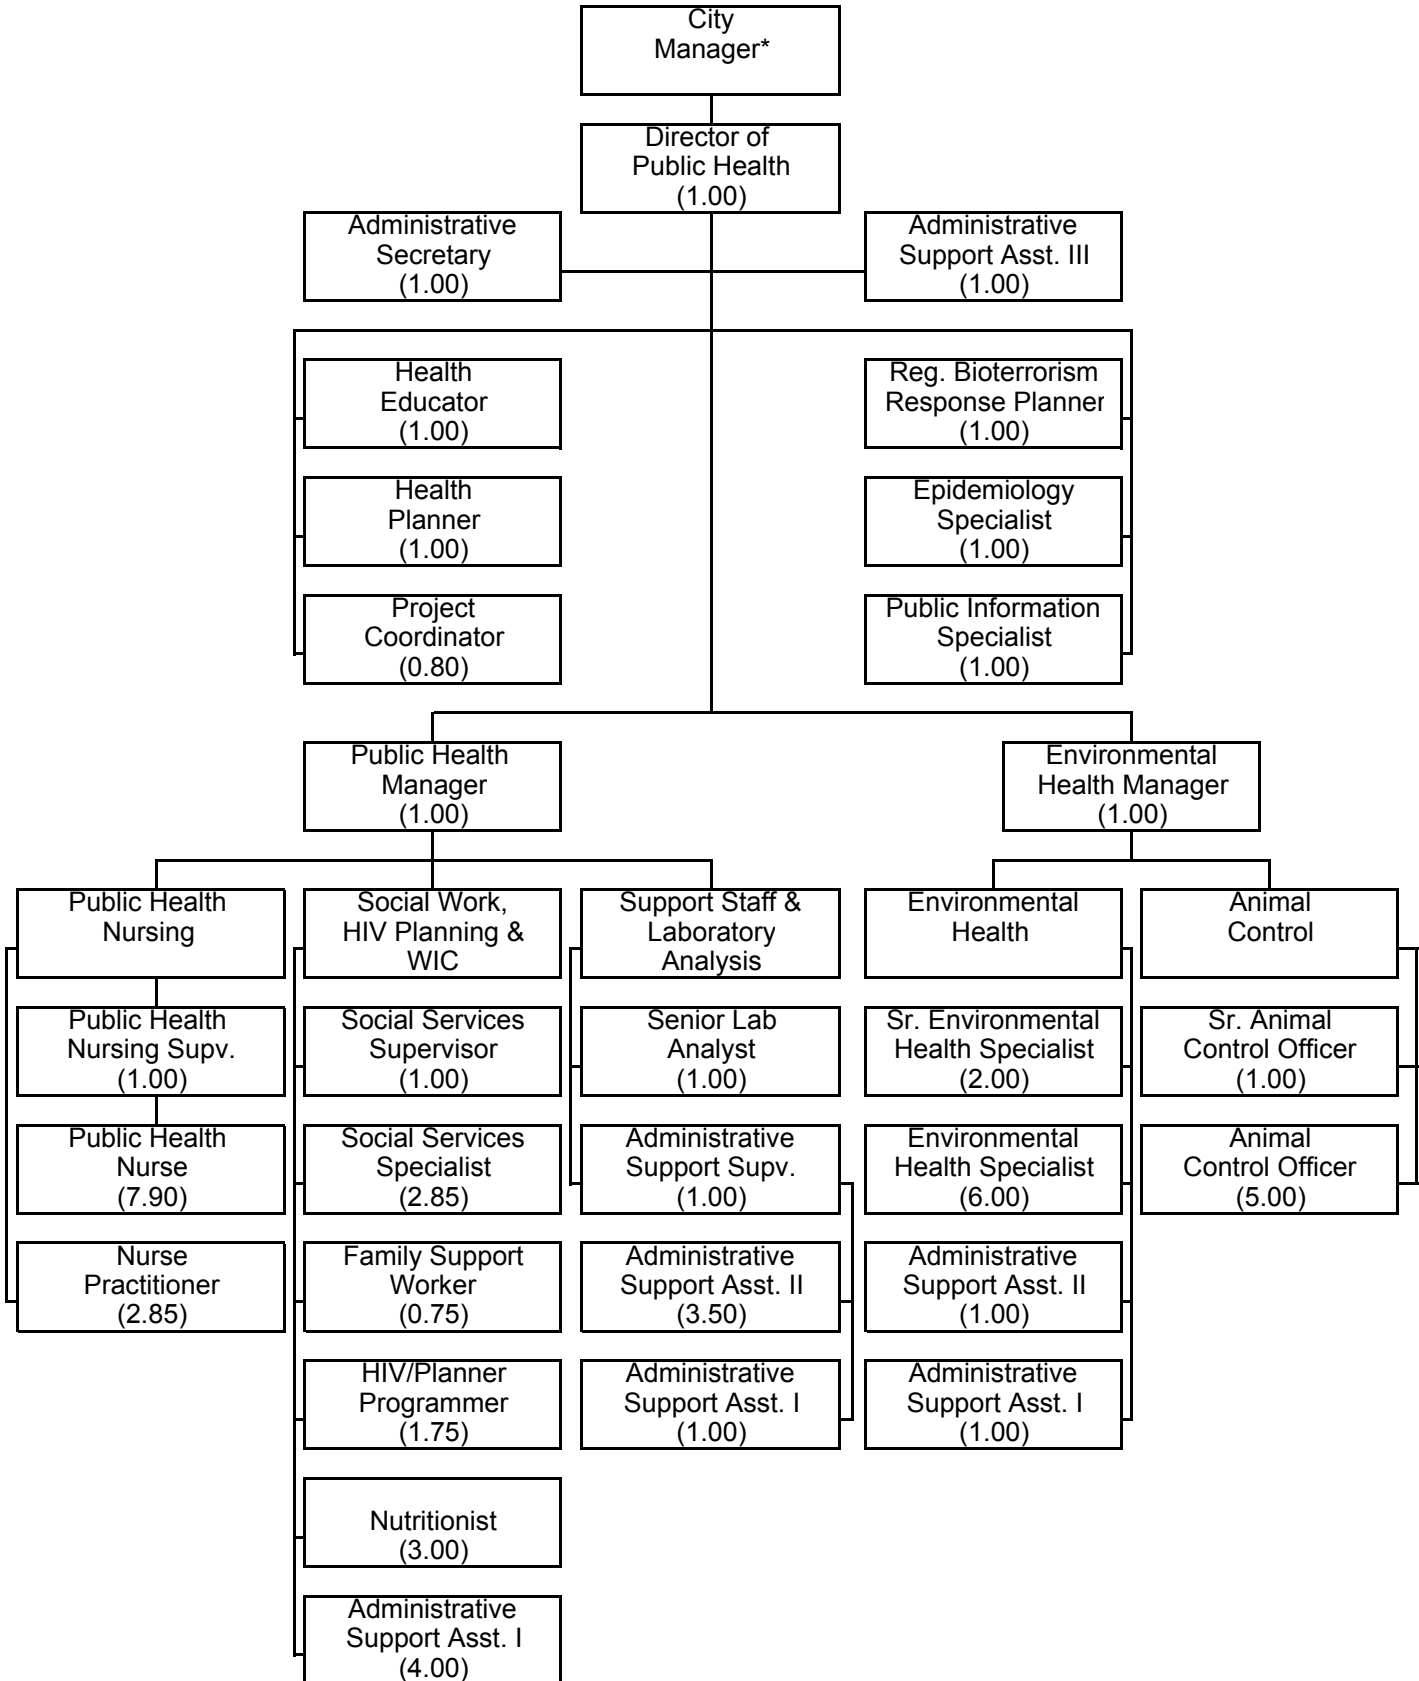 City
Manager*
Director of
Public Health
(1.00)
Administrative
Secretary
(1.00)
Administrative
Support Asst. III
(1.00)
Health
Educator
(1.00)
Reg. Bioterrorism
Response Planner
(1.00)
Health
Planner
(1.00)
Epidemiology
Specialist
(1.00)
Project
Coordinator
(0.80)
Public Information
Specialist
(1.00)
Public Health
Manager
(1.00)
Environmental
Health Manager
(1.00)
Public Health
Nursing
Social Work,
HIV Planning &
WIC
Support Staff &
Laboratory
Analysis
Environmental
Health
Animal
Control
Public Health
Nursing Supv.
(1.00)
Social Services
Supervisor
(1.00)
Senior Lab
Analyst
(1.00)
Sr. Environmental
Health Specialist
(2.00)
Sr. Animal
Control Officer
(1.00)
Public Health
Nurse
(7.90)
Social Services
Specialist
(2.85)
Administrative
Support Supv.
(1.00)
Environmental
Health Specialist
(6.00)
Animal
Control Officer
(5.00)
Nurse
Practitioner
(2.85)
Family Support
Worker
(0.75)
Administrative
Support Asst. II
(3.50)
Administrative
Support Asst. II
(1.00)
HIV/Planner
Programmer
(1.75)
Administrative
Support Asst. I
(1.00)
Administrative
Support Asst. I
(1.00)
Nutritionist
(3.00)
Administrative
Support Asst. I
(4.00)